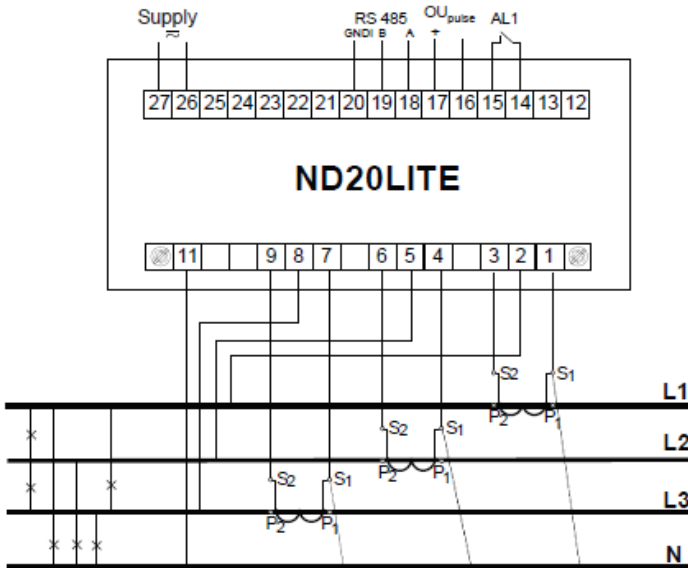 Supply RS 485 OUpulse AL1
GNDI B A +
27 26 25 24 23 22 21 20 19 18 17 16 15 14 13 12
ND20LITE
11 9 8 7 6 5 4 3 2 1
S2 S1
L1
P2 P1
S2 S1
L2
P2 P1
S2 S1
L3
P2 P1
N